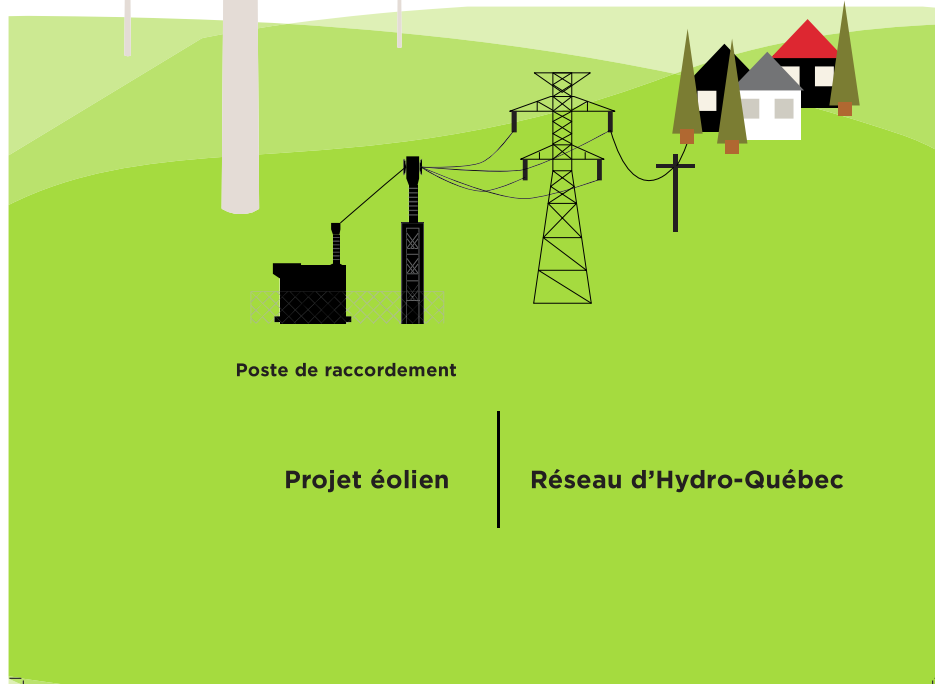 Poste de raccordement
Projet éolien
Réseau d'Hydro-Québec